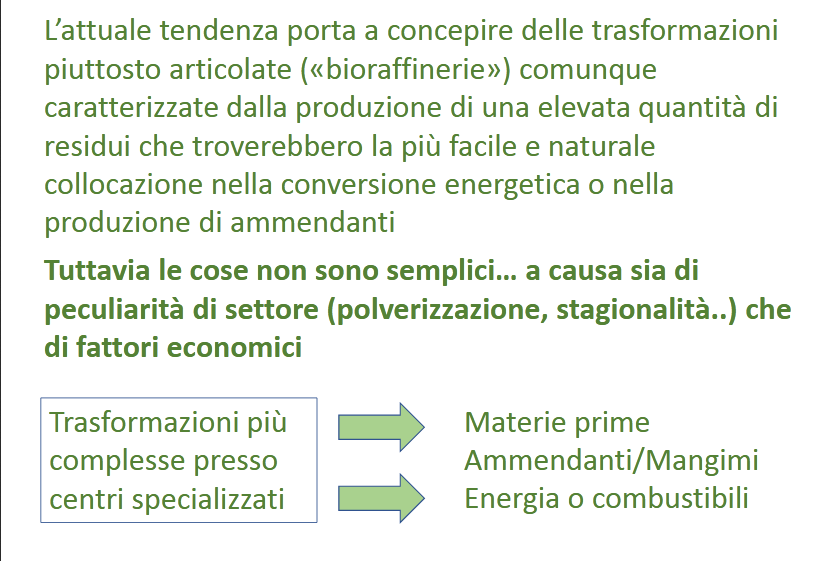 L'attuale tendenza porta a concepire delle trasformazioni
piuttosto articolate («bioraffinerie») comunque
caratterizzate dalla produzione di una elevata quantità di
residui che troverebbero la più facile e naturale
collocazione nella conversione energetica o nella
produzione di ammendanti
Tuttavia le cose non sono semplici... a causa sia di
peculiarità di settore (polverizzazione, stagionalità..) che
di fattori economici
Trasformazioni più
complesse presso
centri specializzati
Materie prime
Ammendanti/Mangimi
Energia o combustibili